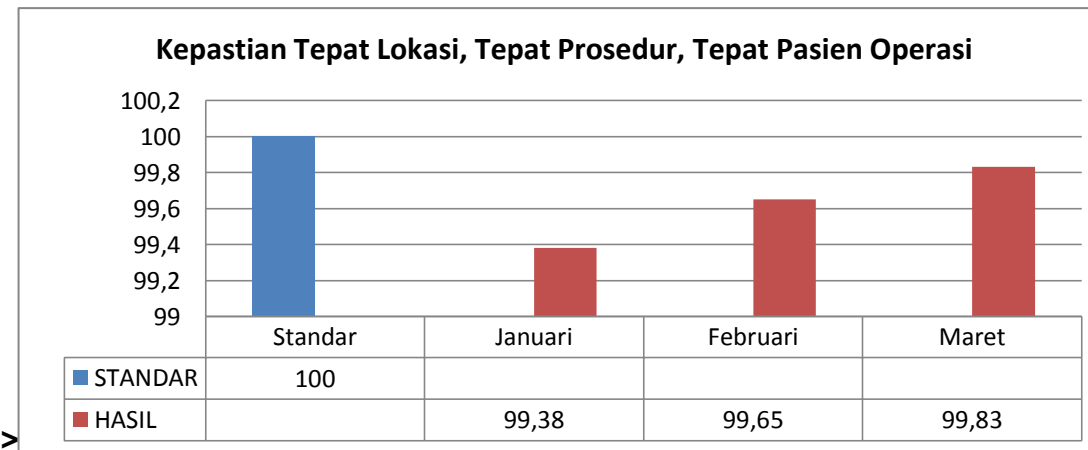 Kepastian Tepat Lokasi, Tepat Prosedur, Tepat Pasien Operasi
100,2
100
99,8
99,6
99,4
99,2
99
Standar Januari Februari Maret
STANDAR 100
HASIL 99,38 99,65 99,83
>